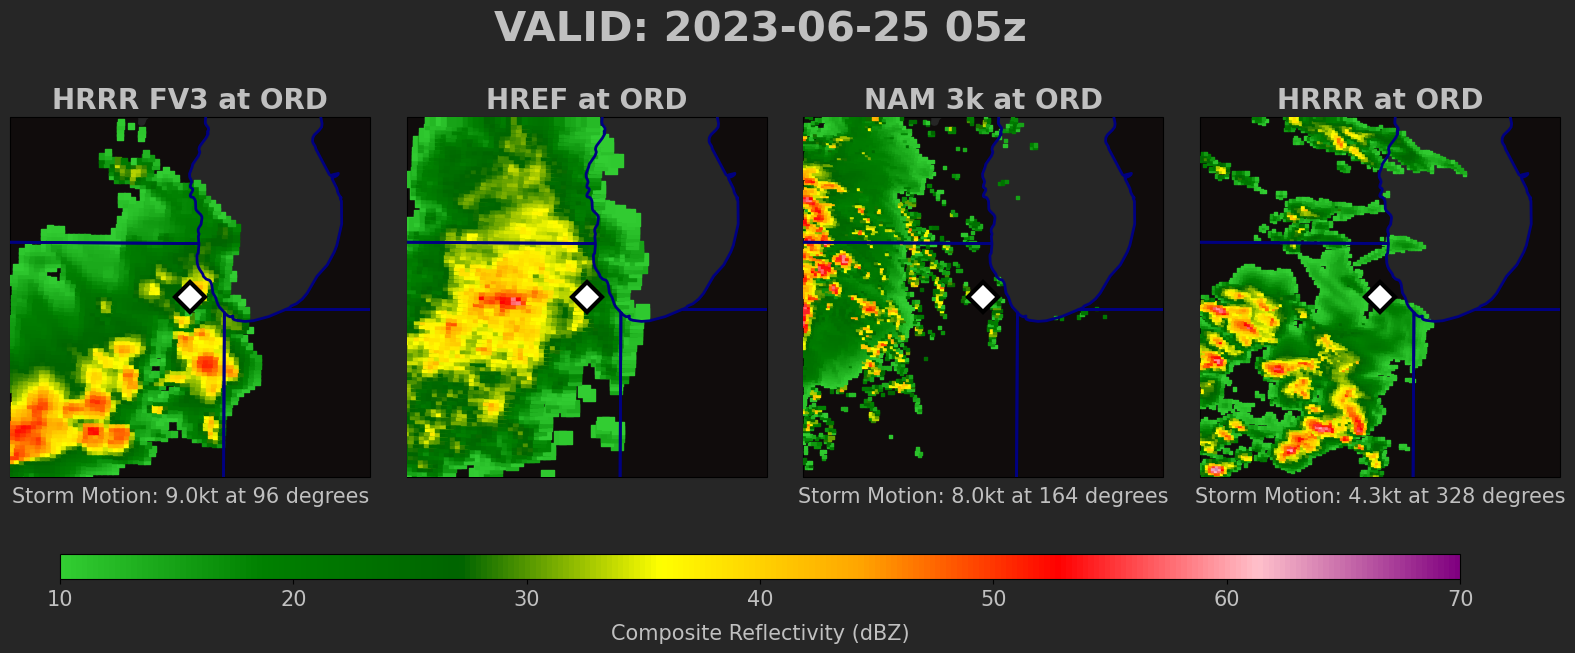 VALID: 2023-06-25 05z
HRRR FV3 at ORD
HREF at ORD
NAM 3k at ORD
HRRR at ORD
Storm Motion: 9.0kt at 96 degrees
Storm Motion: 8.0kt at 164 degrees
Storm Motion: 4.3kt at 328 degrees
10 20 30 40 50 60 70
Composite Reflectivity (dBZ)